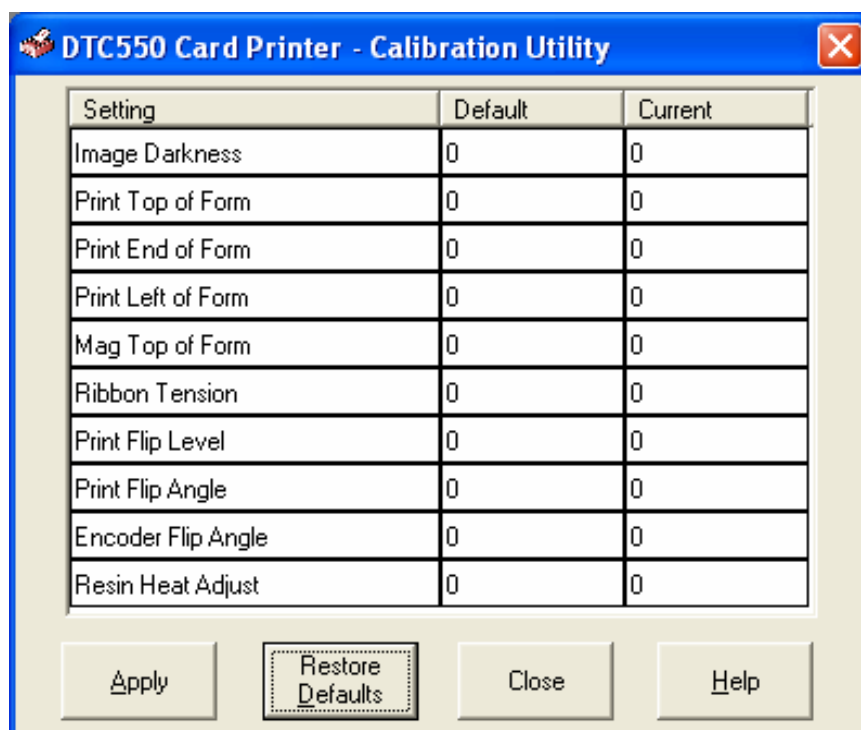 DTC550 Card Printer - Calibration Utility
Setting Default Current
Image Darkness 0 0
Print Top of Form 0 0
Print End of Form 0 0
Print Left of Form 0 0
Mag Top of Form 0 0
Ribbon Tension 0 0
Print Flip Level 0 0
Print Flip Angle 0 0
Encoder Flip Angle 0 0
Resin Heat Adjust 0 0
Apply Restore Defaults Close Help